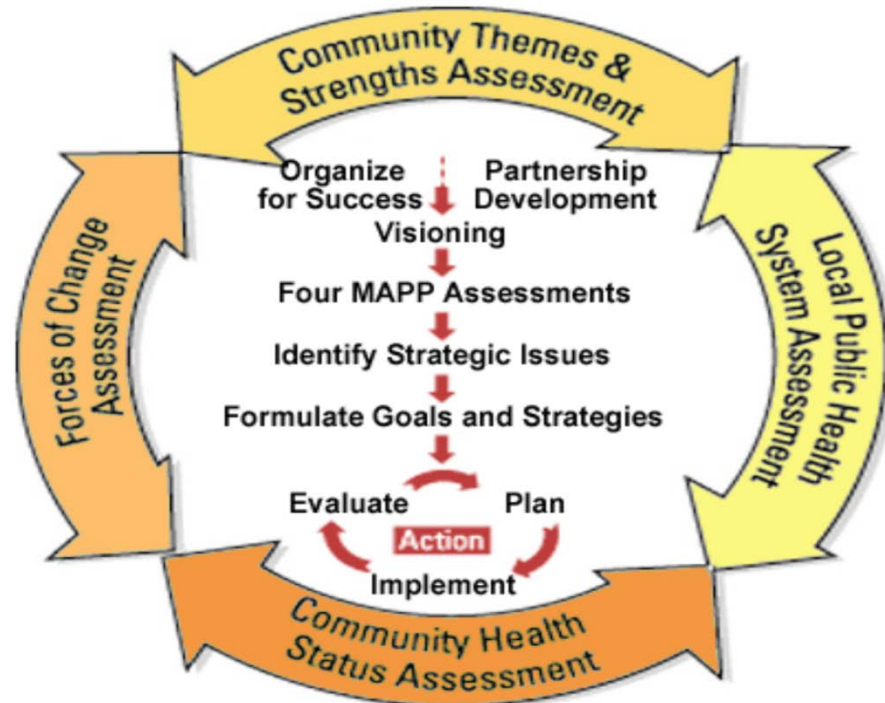 Community Themes &
Strengths Assessment
Organize
for Success
Partnership
Development
Visioning
Four MAPP Assessments
Identify Strategic Issues
Formulate Goals and Strategies
Evaluate
Plan
Action
Implement
Forces of Change
Assessment
Local Public Health
System Assessment
Community Health
Status Assessment